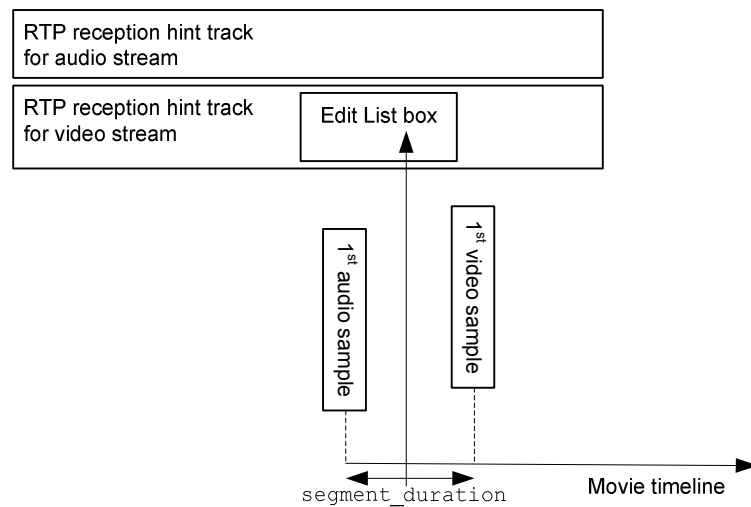 RTP reception hint track
for audio stream
RTP reception hint track
for video stream
Edit List box
1st audio sample
1st video sample
Movie timeline
segment_duration